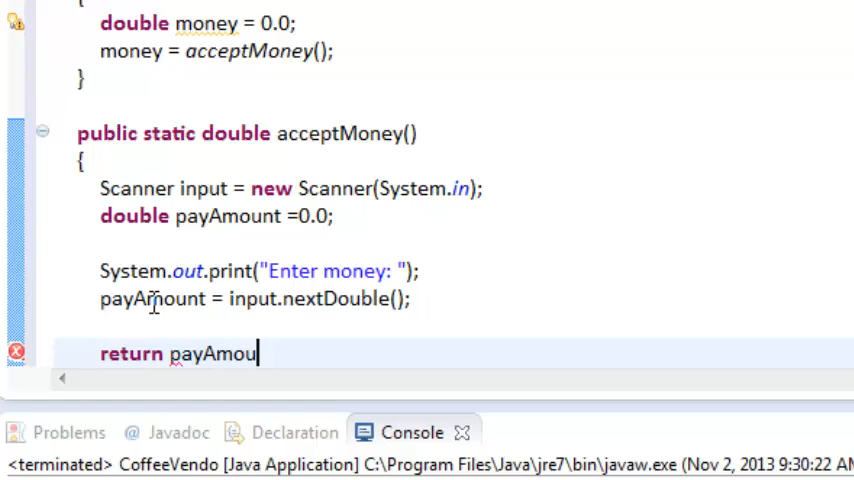 {
double money = 0.0;
money = acceptMoney();
}
public static double acceptMoney()
{
Scanner input = new Scanner(System.in);
double payAmount =0.0;
System.out.print("Enter money: ");
payAmount = input.nextDouble();
return payAmou
Problems @ Javadoc Declaration Console
<terminated> CoffeeVendo [Java Application] C:\Program Files\Java\jre7\bin\javaw.exe (Nov 2, 2013 9:30:22 AM